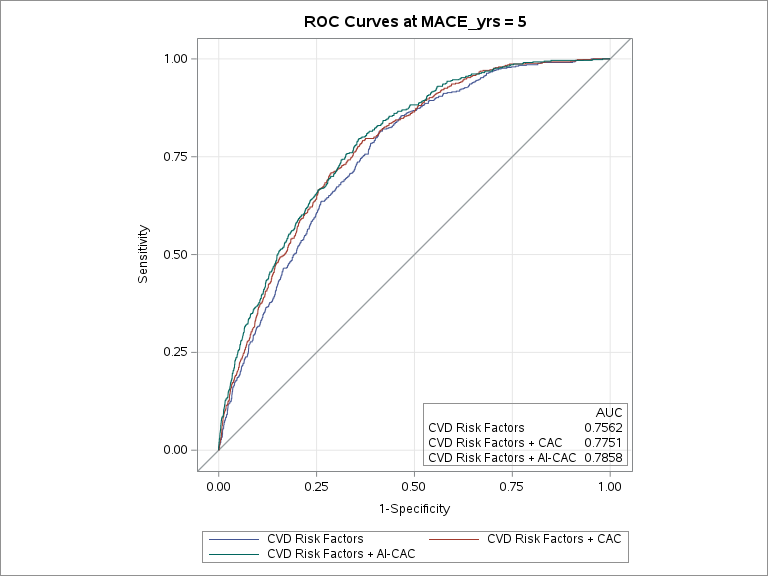 ROC Curves at MACE_yrs = 5
1.00
0.75
0.50
0.25
0.00
Sensitivity
AUC
CVD Risk Factors 0.7562
CVD Risk Factors + CAC 0.7751
CVD Risk Factors + AI-CAC 0.7858
0.00 0.25 0.50 0.75 1.00
1-Specificity
CVD Risk Factors CVD Risk Factors + CAC
CVD Risk Factors + AI-CAC